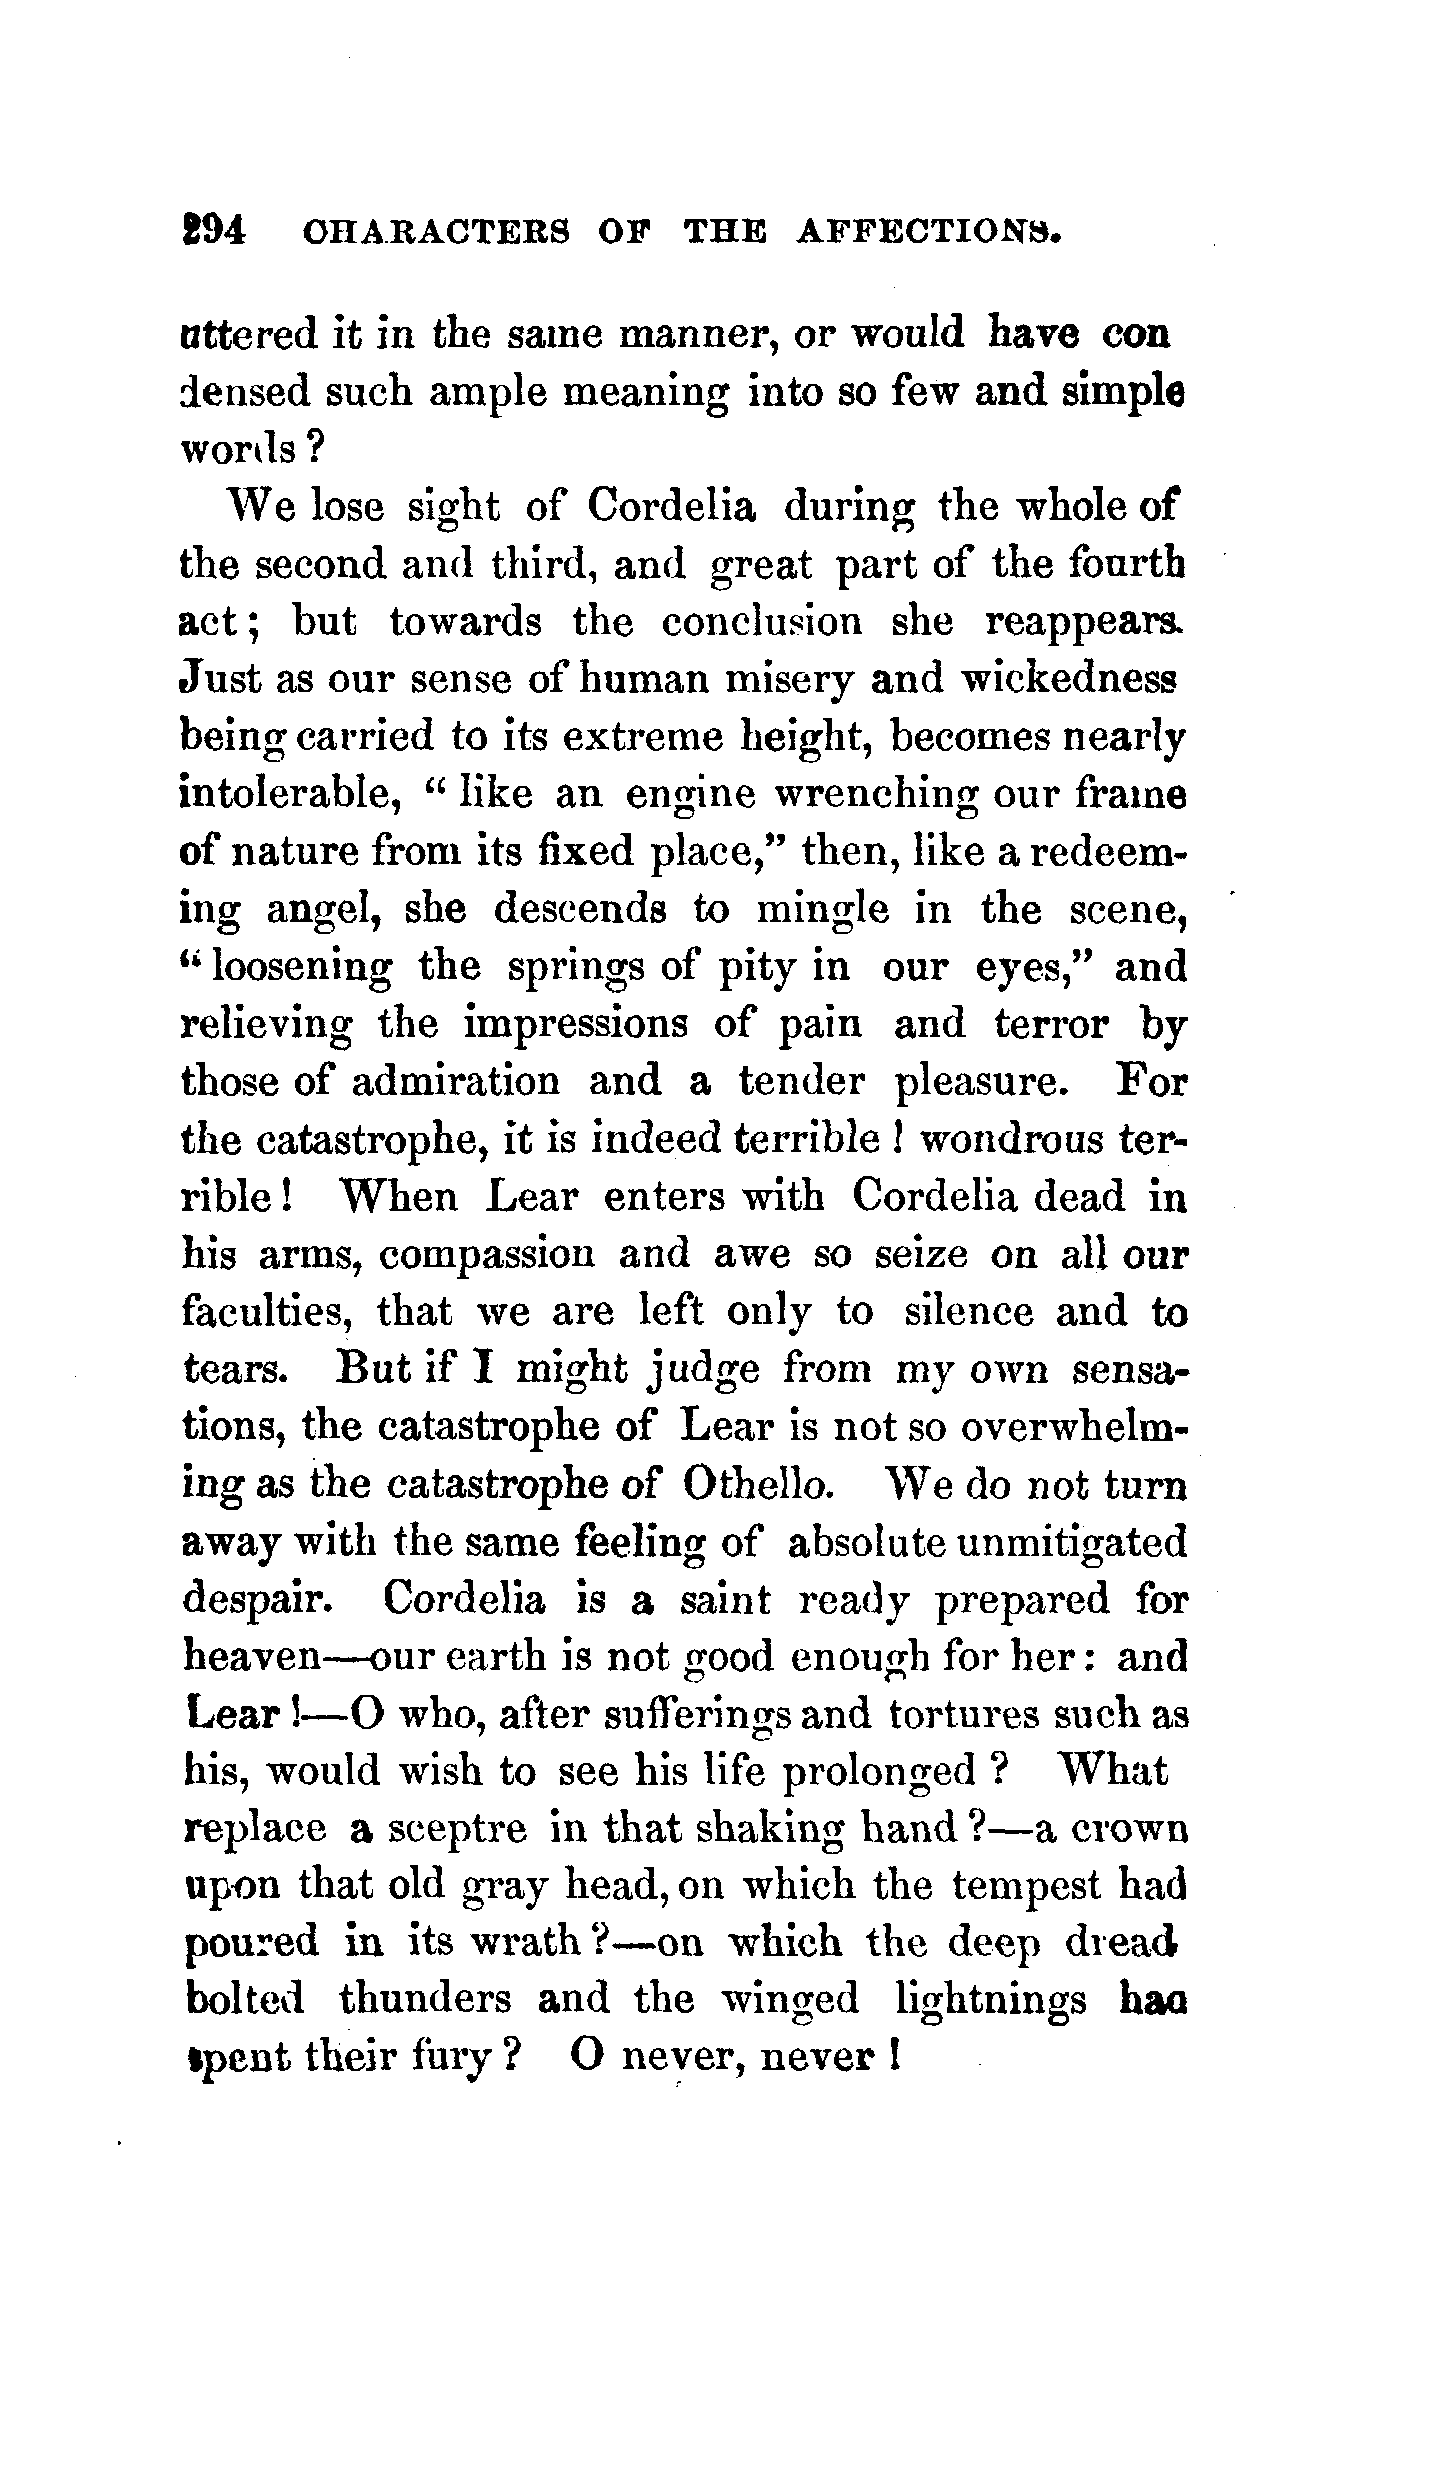 294 CHARACTERS OF THE AFFECTIONS.
uttered it in the same manner, or would have con
densed such ample meaning into so few and simple
words ?
We lose sight of Cordelia during the whole of
the second and third, and great part of the fourth
act ; but towards the conclusion she reappears.
Just as our sense of human misery and wickedness
being carried to its extreme height, becomes nearly
intolerable, “ like an engine wrenching our frame
of nature from its fixed place,” then, like a redeem-
ing angel, she descends to mingle in the scene,
“ loosening the springs of pity in our eyes,” and
relieving the impressions of pain and terror by
those of admiration and a tender pleasure. For
the catastrophe, it is indeed terrible ! wondrous ter-
rible ! When Lear enters with Cordelia dead in
his arms, compassion and awe so seize on all our
faculties, that we are left only to silence and to
tears. But if I might judge from my own sensa-
tions, the catastrophe of Lear is not so overwhelm-
ing as the catastrophe of Othello. We do not turn
away with the same feeling of absolute unmitigated
despair. Cordelia is a saint ready prepared for
heaven—our earth is not good enough for her : and
Lear !—O who, after sufferings and tortures such as
his, would wish to see his life prolonged ? What
replace a sceptre in that shaking hand ?—a crown
upon that old gray head, on which the tempest had
poured in its wrath ?—on which the deep dread
bolted thunders and the winged lightnings had
spent their fury ? O never, never !